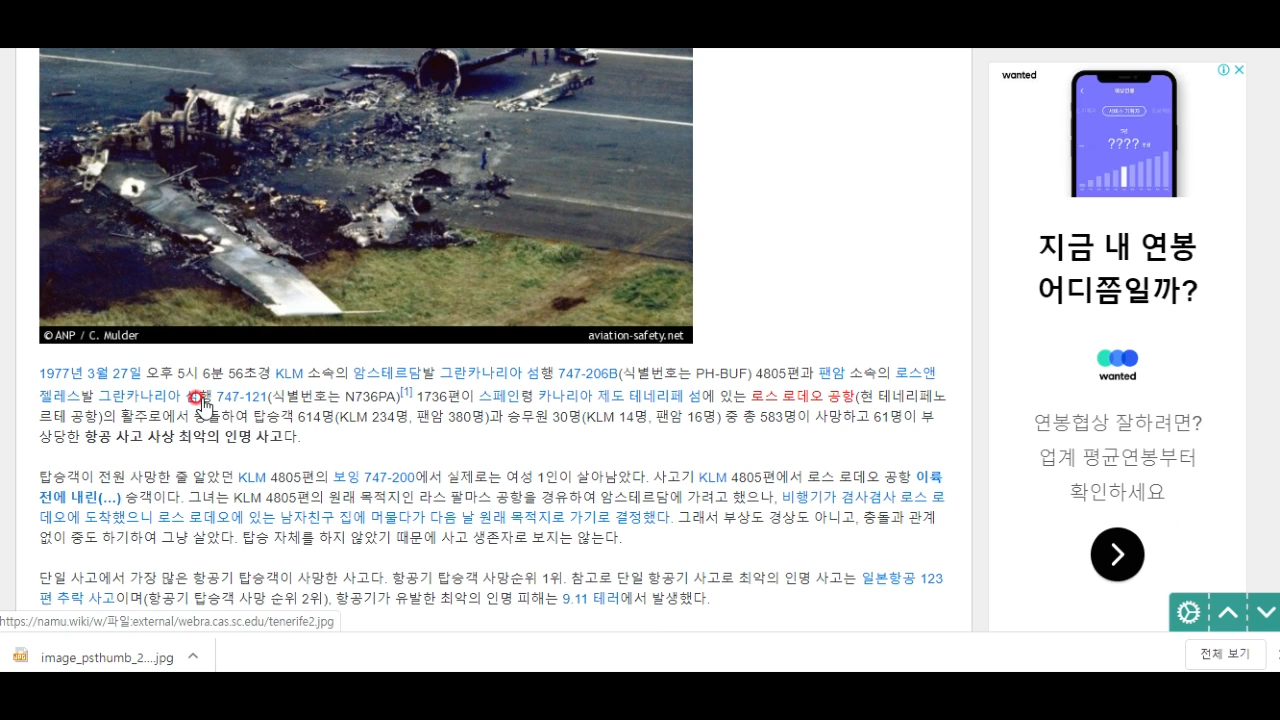 © ANP / C. Mulder
aviation-safety.net
1977년 3월 27일 오후 5시 6분 56초경 KLM 소속의 암스테르담발 그란카나리아 섬행 747-206B(식별번호는 PH-BUF) 4805편과 팬암 소속의 로스앤
젤레스발 그란카나리아 행 747-121(식별번호는 N736PA)[1] 1736편이 스페인령 카나리아 제도 테네리페 섬에 있는 로스 로데오 공항(현 테네리페노
르테 공항)의 활주로에서 탑승객 614명(KLM 234명, 팬암 380명)과 승무원 30명(KLM 14명, 팬암 16명) 중 총 583명이 사망하고 61명이 부
상당한 항공 사고 사상 최악의 인명 사고다.
탑승객이 전원 사망한 줄 알았던 KLM 4805편의 보잉 747-200에서 실제로는 여성 1인이 살아남았다. 사고기 KLM 4805편에서 로스 로데오 공항 이륙
전에 내린(...) 승객이다. 그녀는 KLM 4805편의 원래 목적지인 라스 팔마스 공항을 경유하여 암스테르담에 가려고 했으나, 비행기가 겸사겸사 로스 로
데오에 도착했으니 로스 로데오에 있는 남자친구 집에 머물다가 다음 날 원래 목적지로 가기로 결정했다. 그래서 부상도 경상도 아니고, 충돌과 관계
없이 중도 하기하여 그냥 살았다. 탑승 자체를 하지 않았기 때문에 사고 생존자로 보지는 않는다.
단일 사고에서 가장 많은 항공기 탑승객이 사망한 사고다. 항공기 탑승객 사망순위 1위. 참고로 단일 항공기 사고로 최악의 인명 사고는 일본항공 123
편 추락 사고이며(항공기 탑승객 사망 순위 2위), 항공기가 유발한 최악의 인명 피해는 9.11 테러에서 발생했다.
https://namu.wiki/w/파일:external/webra.cas.sc.edu/tenerife2.jpg
image_psthumb_2....jpg
전체 보기
wanted
????
지금 내 연봉
어디쯤일까?
wanted
연봉협상 잘하려면?
업계 평균연봉부터
확인하세요